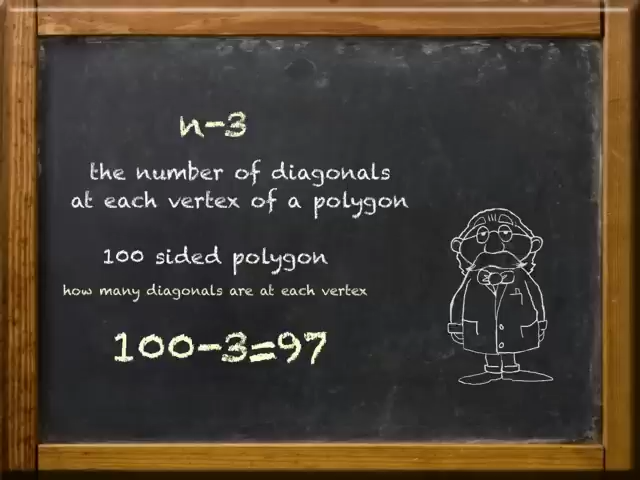 n-3
the number of diagonals
at each vertex of a polygon
100 sided polygon
how many diagonals are at each vertex
100-3=97